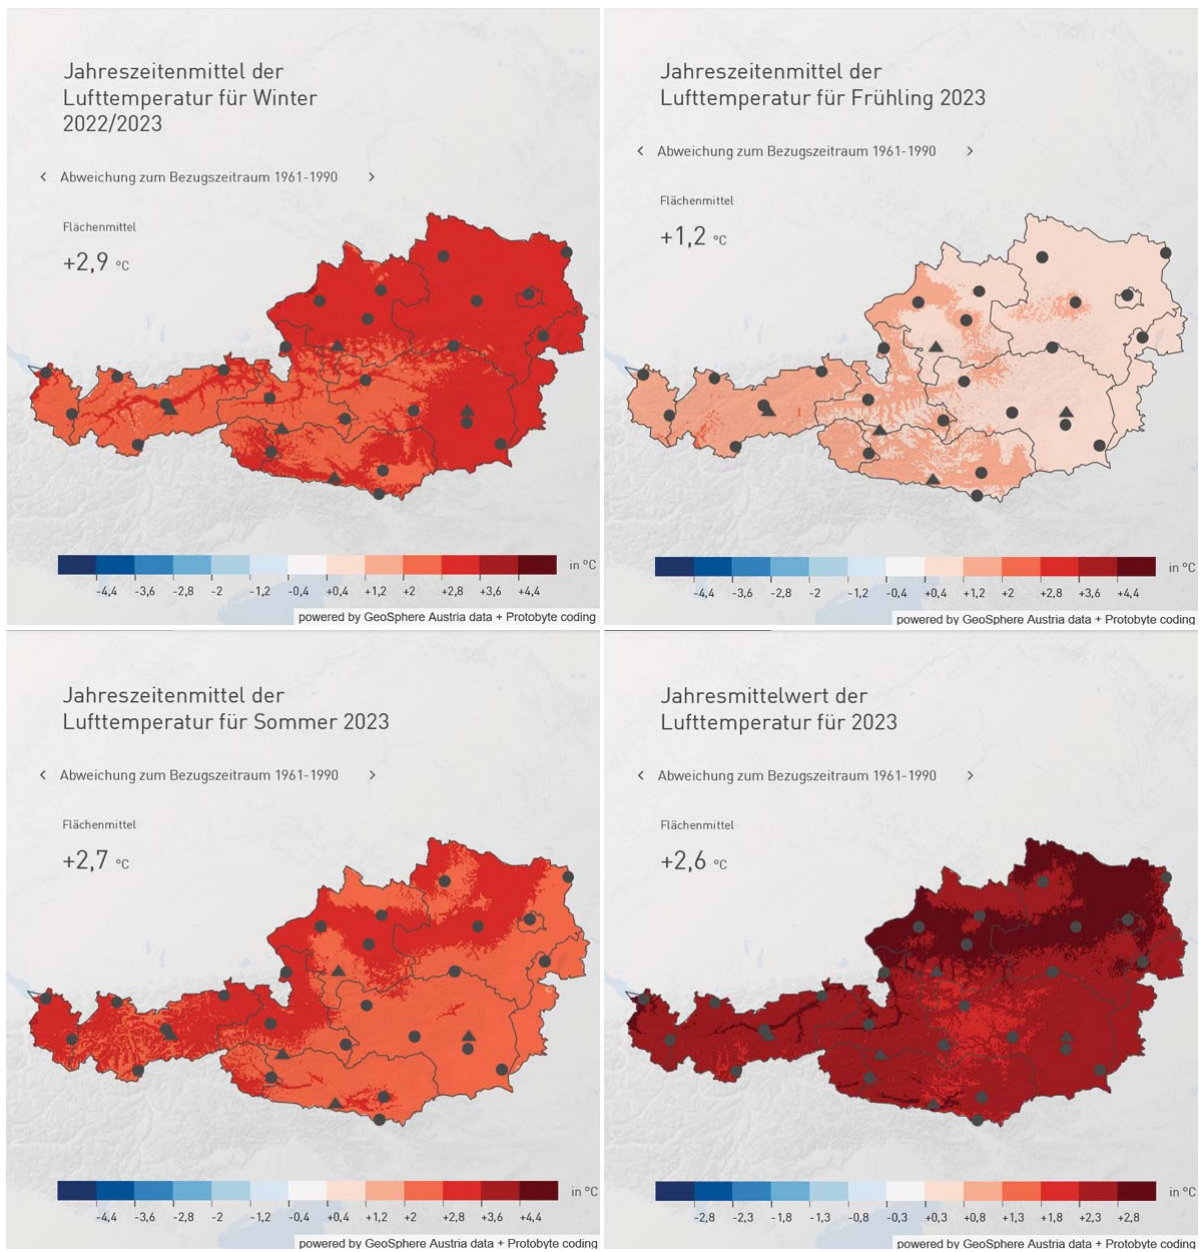 Jahreszeitenmittel der
Lufttemperatur für Winter
2022/2023
‹ Abweichung zum Bezugszeitraum 1961-1990 ›
Flächenmittel
+2,9 °C
in °C
-4,4 -3,6 -2,8 -2 -1,2 -0,4 +0,4 +1,2 +2 +2,8 +3,6 +4,4
powered by GeoSphere Austria data + Protobyte coding
Jahreszeitenmittel der
Lufttemperatur für Frühling 2023
‹ Abweichung zum Bezugszeitraum 1961-1990 ›
Flächenmittel
+1,2 °C
in °C
-4,4 -3,6 -2,8 -2 -1,2 -0,4 +0,4 +1,2 +2 +2,8 +3,6 +4,4
powered by GeoSphere Austria data + Protobyte coding
Jahreszeitenmittel der
Lufttemperatur für Sommer 2023
‹ Abweichung zum Bezugszeitraum 1961-1990 ›
Flächenmittel
+2,7 °C
in °C
-4,4 -3,6 -2,8 -2 -1,2 -0,4 +0,4 +1,2 +2 +2,8 +3,6 +4,4
powered by GeoSphere Austria data + Protobyte coding
Jahresmittelwert der
Lufttemperatur für 2023
‹ Abweichung zum Bezugszeitraum 1961-1990 ›
Flächenmittel
+2,6 °C
in °C
-2,8 -2,3 -1,8 -1,3 -0,8 -0,3 +0,3 +0,8 +1,3 +1,8 +2,3 +2,8
powered by GeoSphere Austria data + Protobyte coding